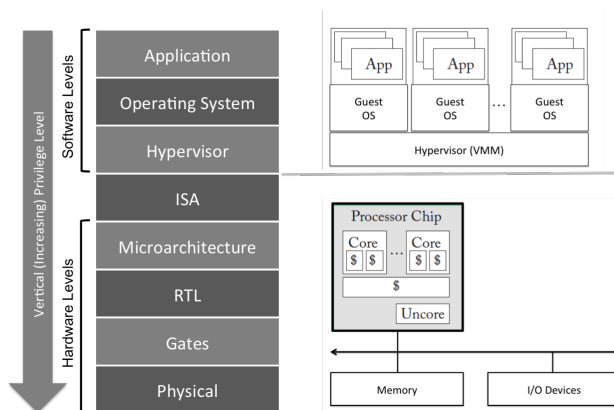 Vertical (Increasing) Privilege Level
Software Levels
Hardware Levels
Application
Operating System
Hypervisor
ISA
Microarchitecture
RTL
Gates
Physical
App
App
App
Guest
OS
Guest
OS
...
Guest
OS
Hypervisor (VMM)
Processor Chip
Core
...
Core
$ $
$ $
$
Uncore
Memory
I/O Devices